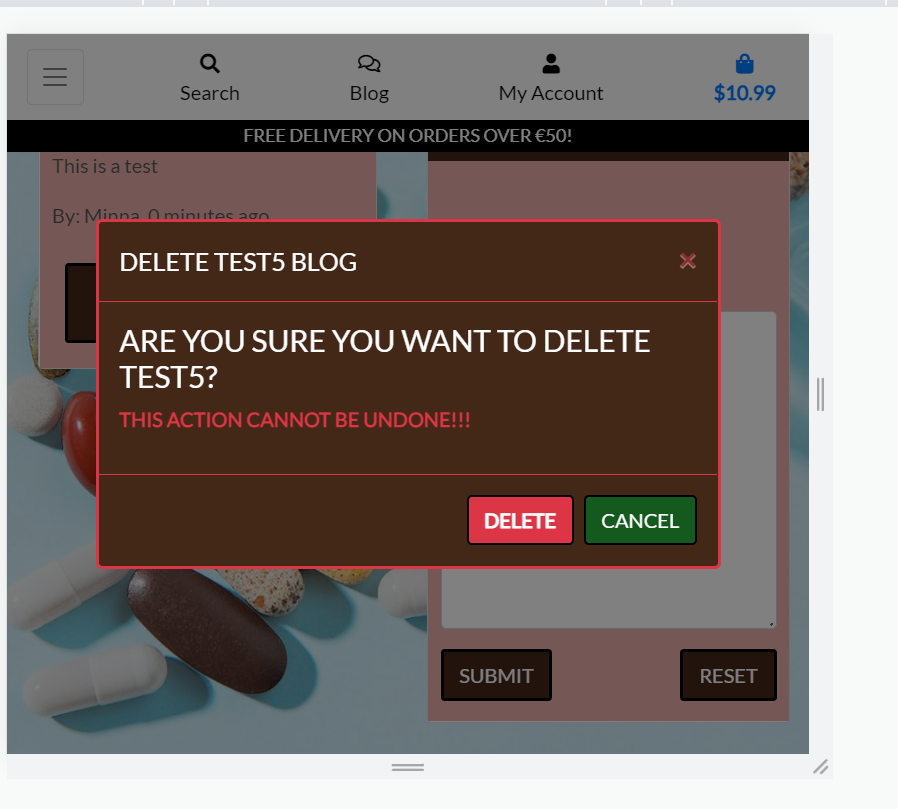 Search
Blog
My Account
$10.99
FREE DELIVERY ON ORDERS OVER €50!
This is a test
By: Minna, 0 minutes ago
DELETE TEST5 BLOG
ARE YOU SURE YOU WANT TO DELETE
TEST5?
THIS ACTION CANNOT BE UNDONE!!!
DELETE
CANCEL
SUBMIT
RESET